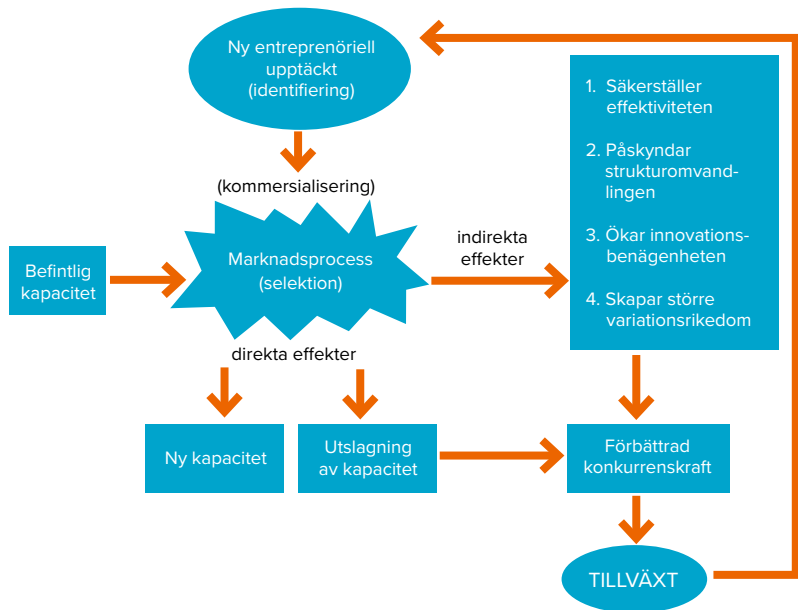 Ny entreprenöriell
upptäckt
(identifiering)
(kommersialisering)
Befintlig
kapacitet
Marknadsprocess
(selektion)
indirekta
effekter
1. Säkerställer
effektiviteten
2. Påskyndar
strukturomvand-
lingen
3. Ökar innovations-
benägenheten
4. Skapar större
variationsrikedom
direkta effekter
Ny kapacitet
Utslagning
av kapacitet
Förbättrad
konkurrenskraft
TILLVÄXT